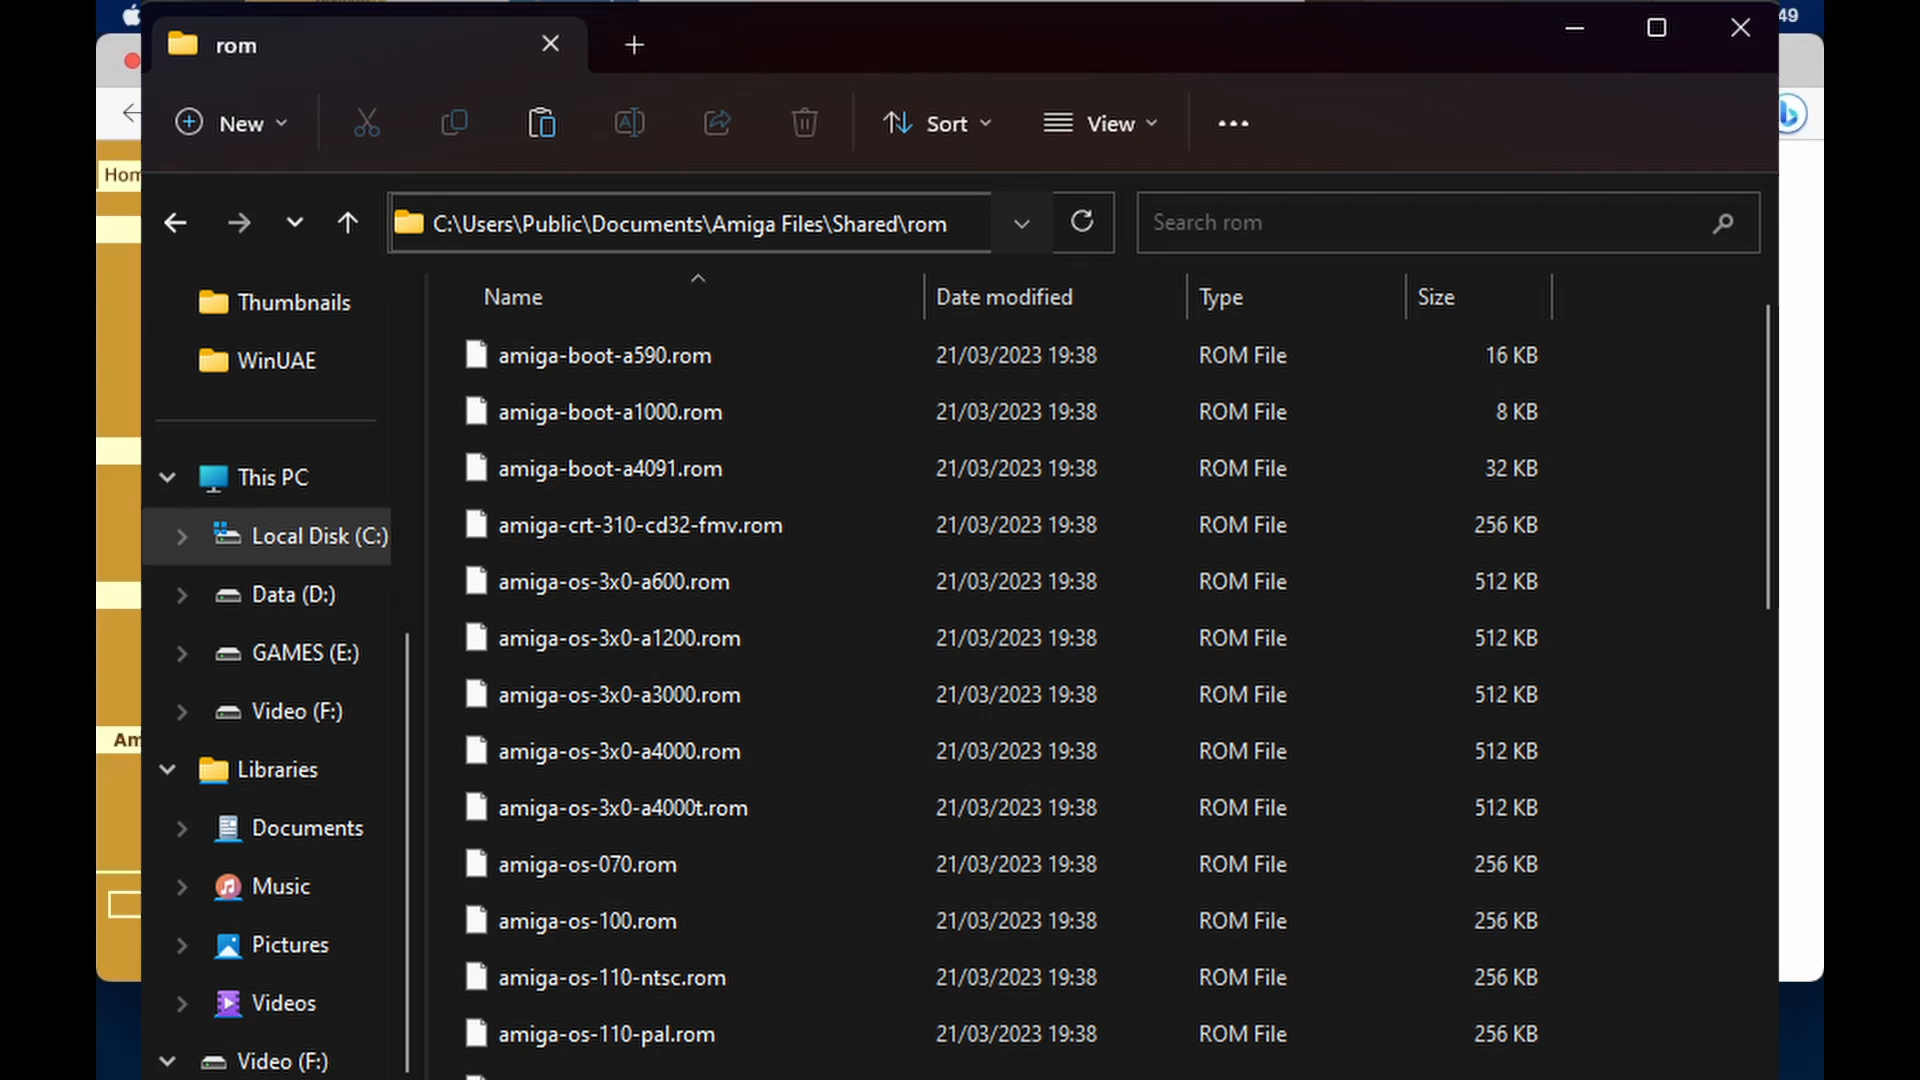 49
rom
New
Sort
View
Hom
C:\Users\Public\Documents\Amiga Files\Shared\rom
Search rom
Thumbnails
WinUAE
This PC
Local Disk (C:)
Data (D:)
GAMES (E:)
Video (F:)
Am
Libraries
Documents
Music
Pictures
Videos
Video (F:)
Name Date modified Type Size
amiga-boot-a590.rom 21/03/2023 19:38 ROM File 16 KB
amiga-boot-a1000.rom 21/03/2023 19:38 ROM File 8 KB
amiga-boot-a4091.rom 21/03/2023 19:38 ROM File 32 KB
amiga-crt-310-cd32-fmv.rom 21/03/2023 19:38 ROM File 256 KB
amiga-os-3x0-a600.rom 21/03/2023 19:38 ROM File 512 KB
amiga-os-3x0-a1200.rom 21/03/2023 19:38 ROM File 512 KB
amiga-os-3x0-a3000.rom 21/03/2023 19:38 ROM File 512 KB
amiga-os-3x0-a4000.rom 21/03/2023 19:38 ROM File 512 KB
amiga-os-3x0-a4000t.rom 21/03/2023 19:38 ROM File 512 KB
amiga-os-070.rom 21/03/2023 19:38 ROM File 256 KB
amiga-os-100.rom 21/03/2023 19:38 ROM File 256 KB
amiga-os-110-ntsc.rom 21/03/2023 19:38 ROM File 256 KB
amiga-os-110-pal.rom 21/03/2023 19:38 ROM File 256 KB